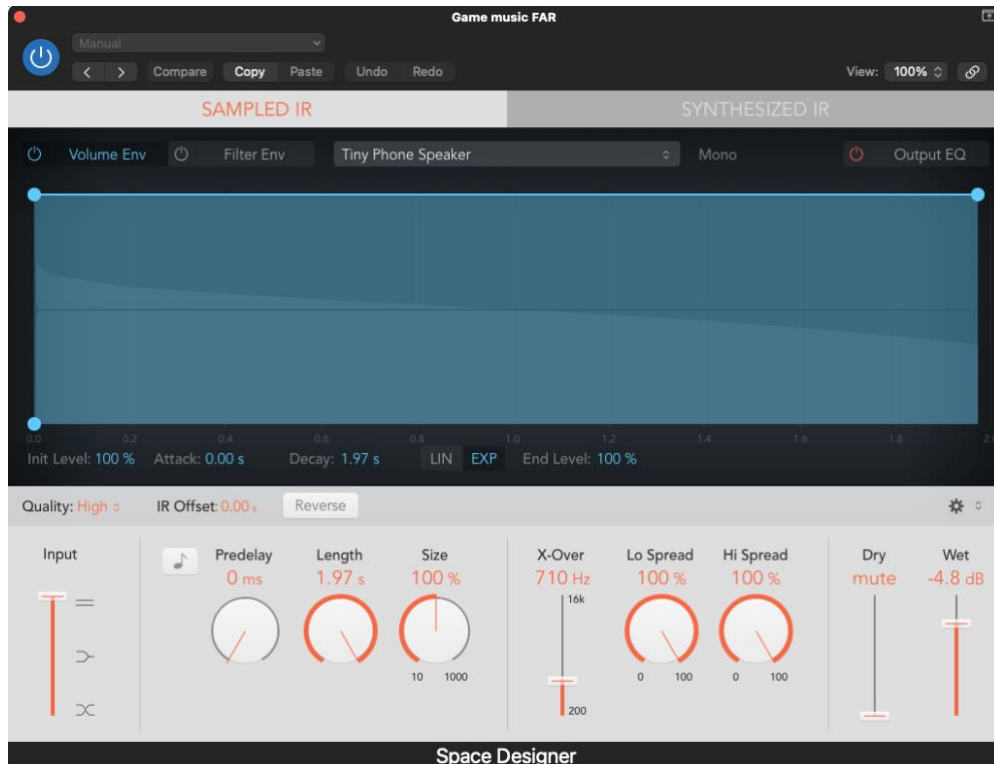 Game music FAR
Manual
Compare Copy Paste Undo Redo View: 100%
SAMPLED IR SYNTHESIZED IR
Volume Env Filter Env Tiny Phone Speaker Mono Output EQ
0.0 0.2 0.4 0.6 0.8 1.0 1.2 1.4 1.6 1.8 2.0
Init Level: 100 % Attack: 0.00 s Decay: 1.97 s LIN EXP End Level: 100 %
Quality: High IR Offset: 0.00 s Reverse
Input Predelay Length Size X-Over Lo Spread Hi Spread Dry Wet
0 ms 1.97 s 100 % 710 Hz 100 % 100 % mute -4.8 dB
16k
10 1000 0 100 0 100
200
Space Designer